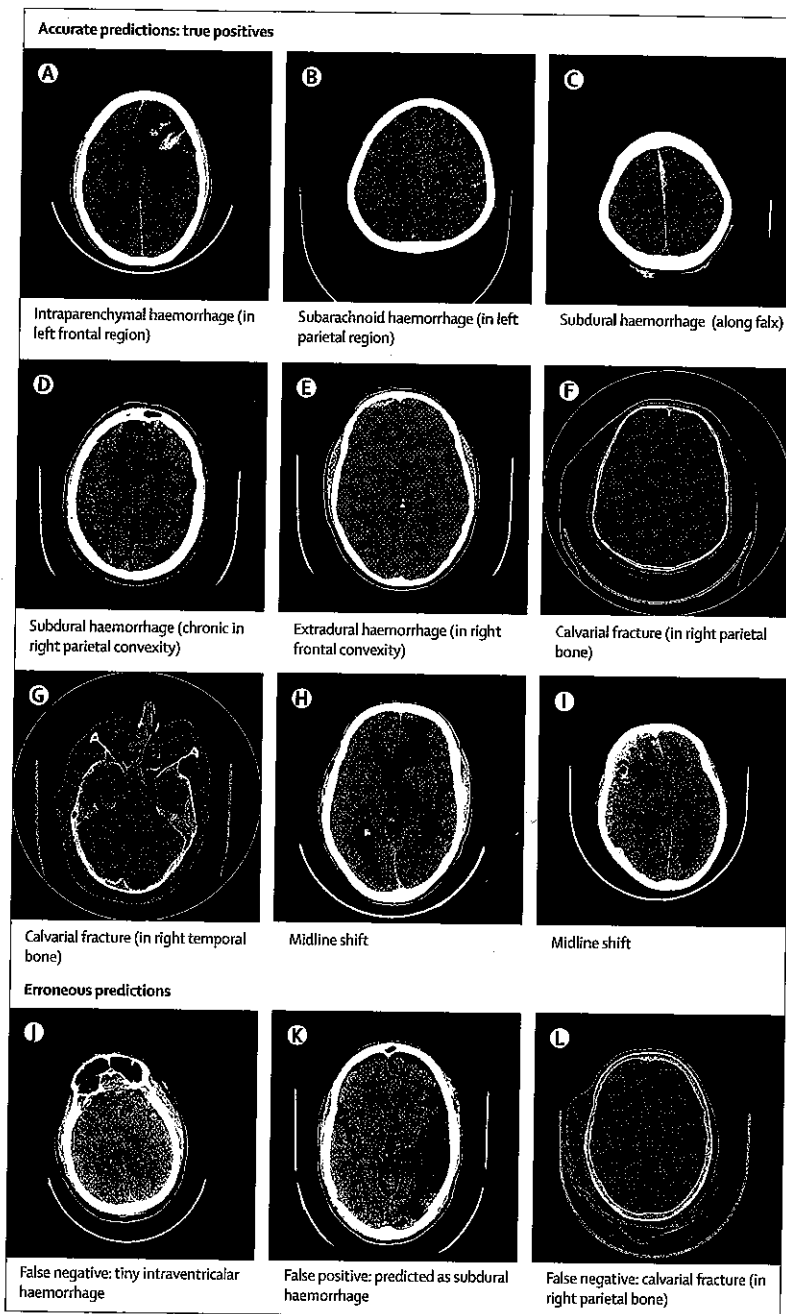 Accurate predictions: true positives
A
B
C
Intraparenchymal haemorrhage (in
left frontal region)
Subarachnoid haemorrhage (in left
parietal region)
Subdural haemorrhage (along falx)
D
E
F
Subdural haemorrhage (chronic in
right parietal convexity)
Extradural haemorrhage (in right
frontal convexity)
Calvarial fracture (in right parietal
bone)
G
H
I
Calvarial fracture (in right temporal
bone)
Midline shift
Midline shift
Erroneous predictions
J
K
L
False negative: tiny intraventricular
haemorrhage
False positive: predicted as subdural
haemorrhage
False negative: calvarial fracture (in
right parietal bone)